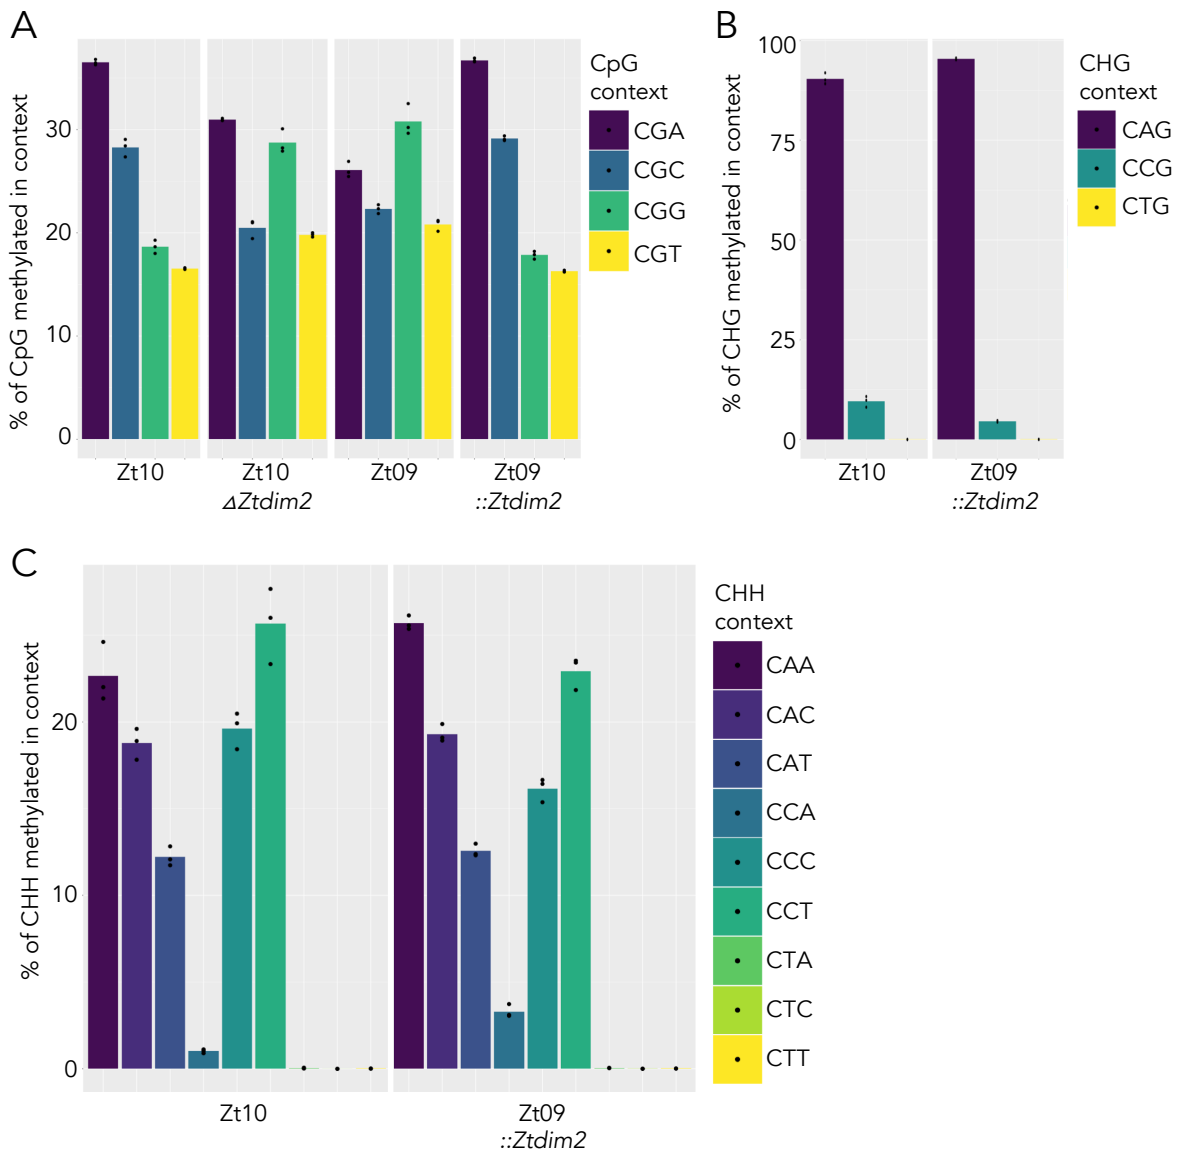 A
% of CpG methylated in context
30
20
10
0
Zt10
Zt10
ΔZtdim2
Zt09
Zt09
::Ztdim2
CpG
context
CGA
CGC
CGG
CGT
B
% of CHG methylated in context
100
75
50
25
0
Zt10
Zt09
::Ztdim2
CHG
context
CAG
CCG
CTG
C
% of CHH methylated in context
20
10
0
Zt10
Zt09
::Ztdim2
CHH
context
CAA
CAC
CAT
CCA
CCC
CCT
CTA
CTC
CTT